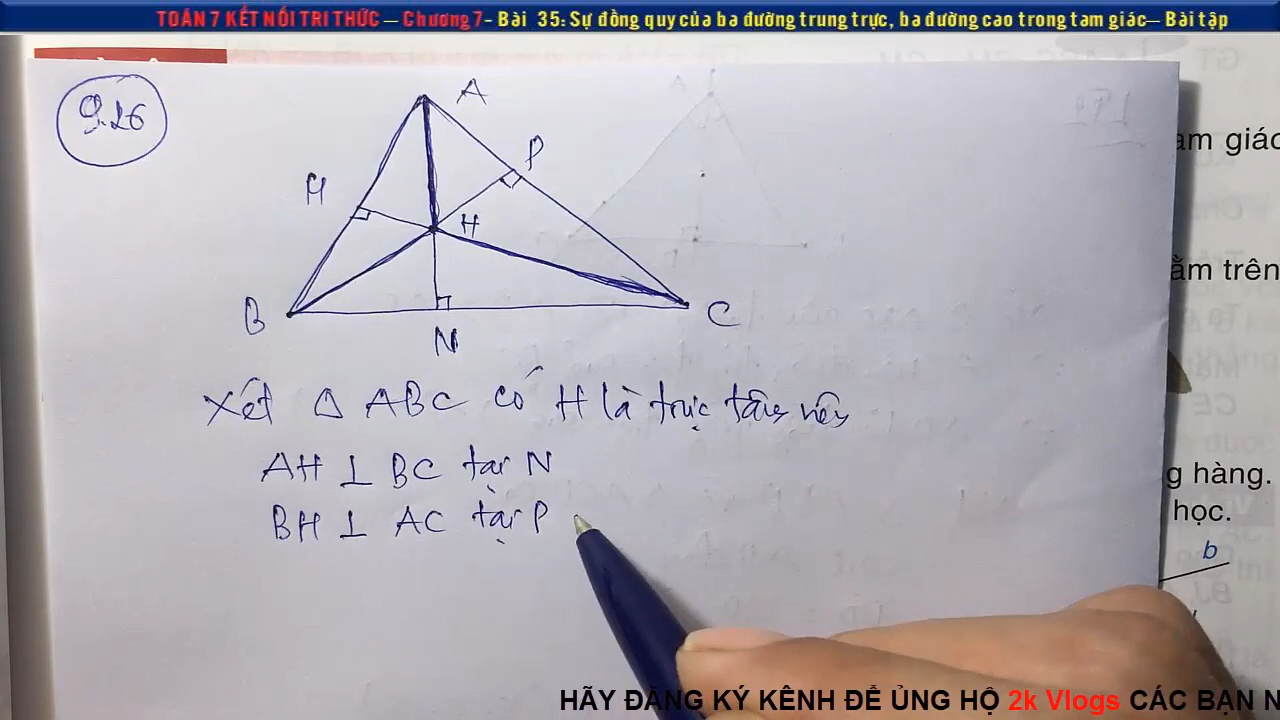 TOÁN 7 KẾT NỐI TRI THỨC – Chương 7- Bài 35: Sự đồng quy của ba đường trung trực, ba đường cao trong tam giác– Bài tập
9.26
A
P
M
H
B
C
N
Xét Δ ABC có H là trực tâm nên
AH ⊥ BC tại N
BH ⊥ AC tại P
am giác
ằm trên
g hàng.
học.
b
HÃY ĐĂNG KÝ KÊNH ĐỂ ỦNG HỘ 2k Vlogs CÁC BẠN N